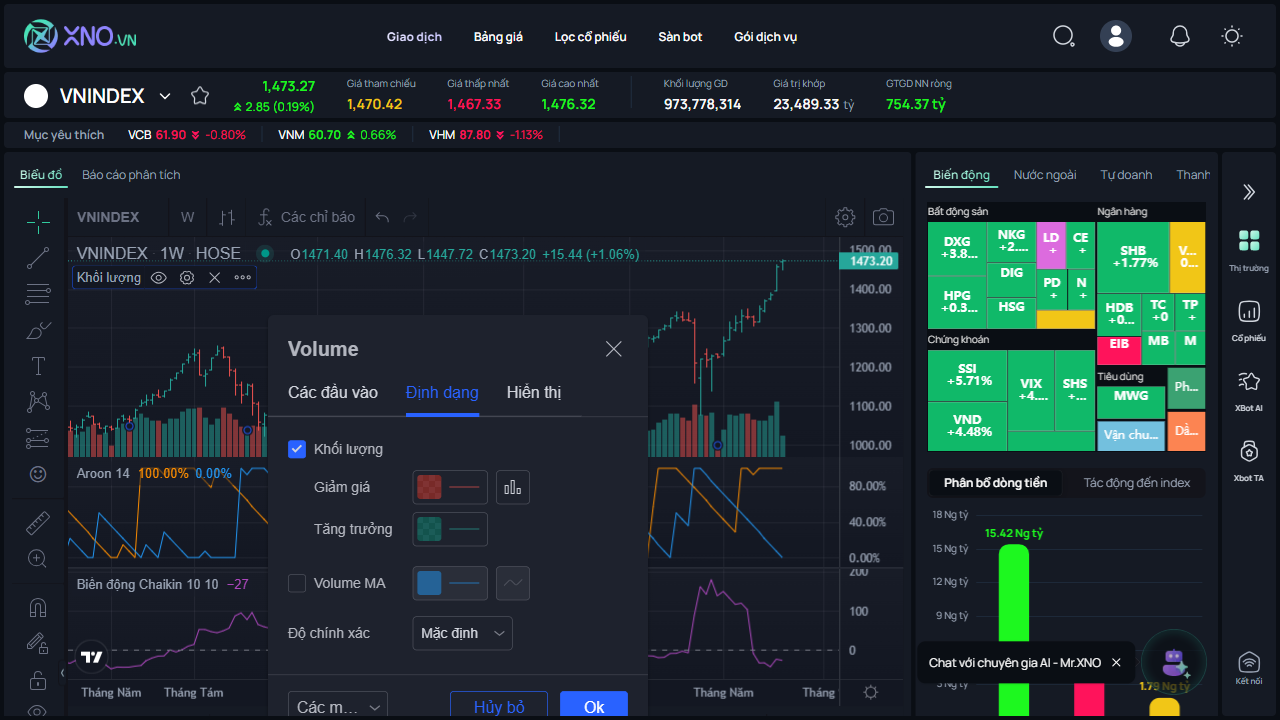 XNO.VN
Giao dịch Bảng giá Lọc cổ phiếu Sàn bot Gói dịch vụ
VNINDEX
1,473.27
2.85 (0.19%)
Giá tham chiếu
1,470.42
Giá thấp nhất
1,467.33
Giá cao nhất
1,476.32
Khối lượng GD
973,778,314
Giá trị khớp
23,489.33 tỷ
GTGD NN ròng
754.37 tỷ
Mục yêu thích VCB 61.90 -0.80% VNM 60.70 0.66% VHM 87.80 -1.13%
Biểu đồ Báo cáo phân tích
VNINDEX W Các chỉ báo
VNINDEX · 1W · HOSE O1471.40 H1476.32 L1447.72 C1473.20 +15.44 (+1.06%)
Khối lượng
1500.00
1473.20
1400.00
1300.00
1200.00
1100.00
1000.00
Aroon 14 100.00% 0.00%
80.00%
40.00%
0.00%
Biến động Chaikin 10 10 −27
200
100
0
Tháng Năm Tháng Tám Tháng Năm Tháng
Volume
Các đầu vào Định dạng Hiển thị
Khối lượng
Giảm giá
Tăng trưởng
Volume MA
Độ chính xác Mặc định
Các m... Hủy bỏ Ok
Biến động Nước ngoài Tự doanh Thanh
Bất động sản
DXG
+3.8...
NKG
+2....
LD
+
CE
+
HPG
+0.3...
DIG
HSG
PD
+
N
+
Ngân hàng
SHB
+1.77%
V...
0...
HDB
+0...
TC
+0
TP
+
EIB
MB
M
Chứng khoán
SSI
+5.71%
VND
+4.48%
VIX
+4....
SHS
+...
Tiêu dùng
MWG
Ph...
Vận chu...
Dầ...
Phân bổ dòng tiền Tác động đến index
18 Ng tỷ
15.42 Ng tỷ
15 Ng tỷ
12 Ng tỷ
9 Ng tỷ
Chat với chuyên gia AI - Mr.XNO
1.79 Ng tỷ
Thị trường
Cổ phiếu
XBot AI
Xbot TA
Kết nối